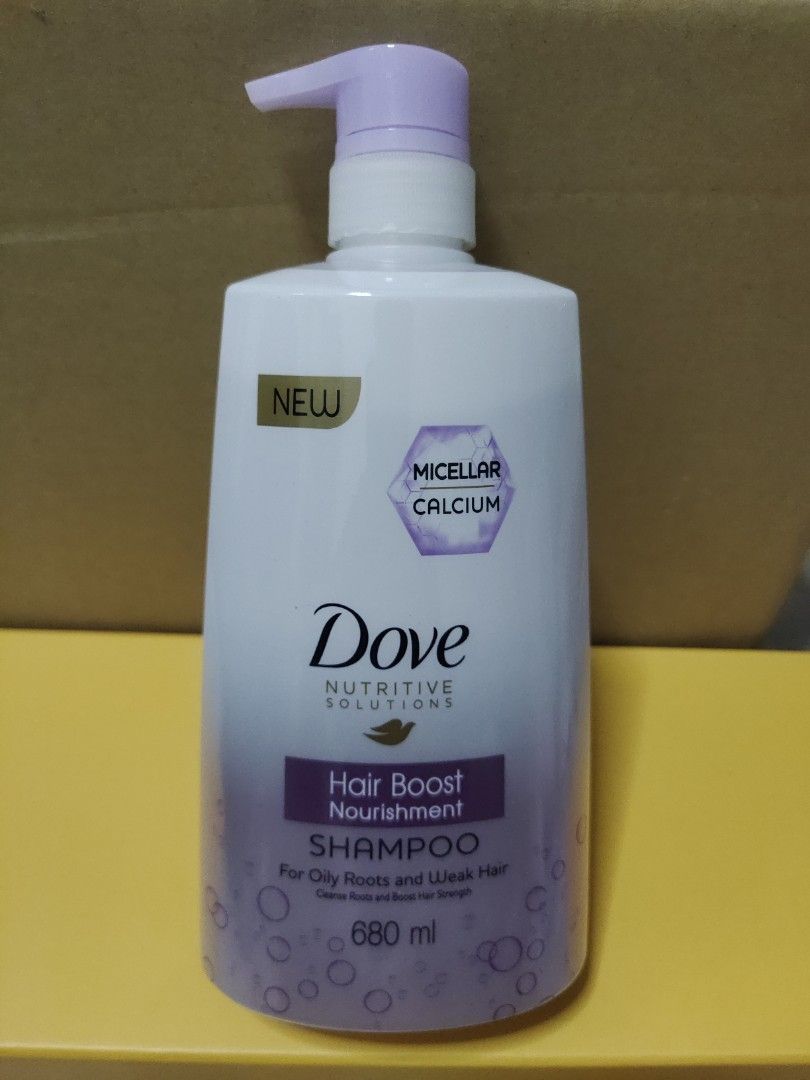 NEW
MICELLAR
CALCIUM
Dove
NUTRITIVE
SOLUTIONS
Hair Boost
Nourishment
SHAMPOO
For Oily Roots and Weak Hair
Cleanse Roots and Boost Hair Strength
680 ml